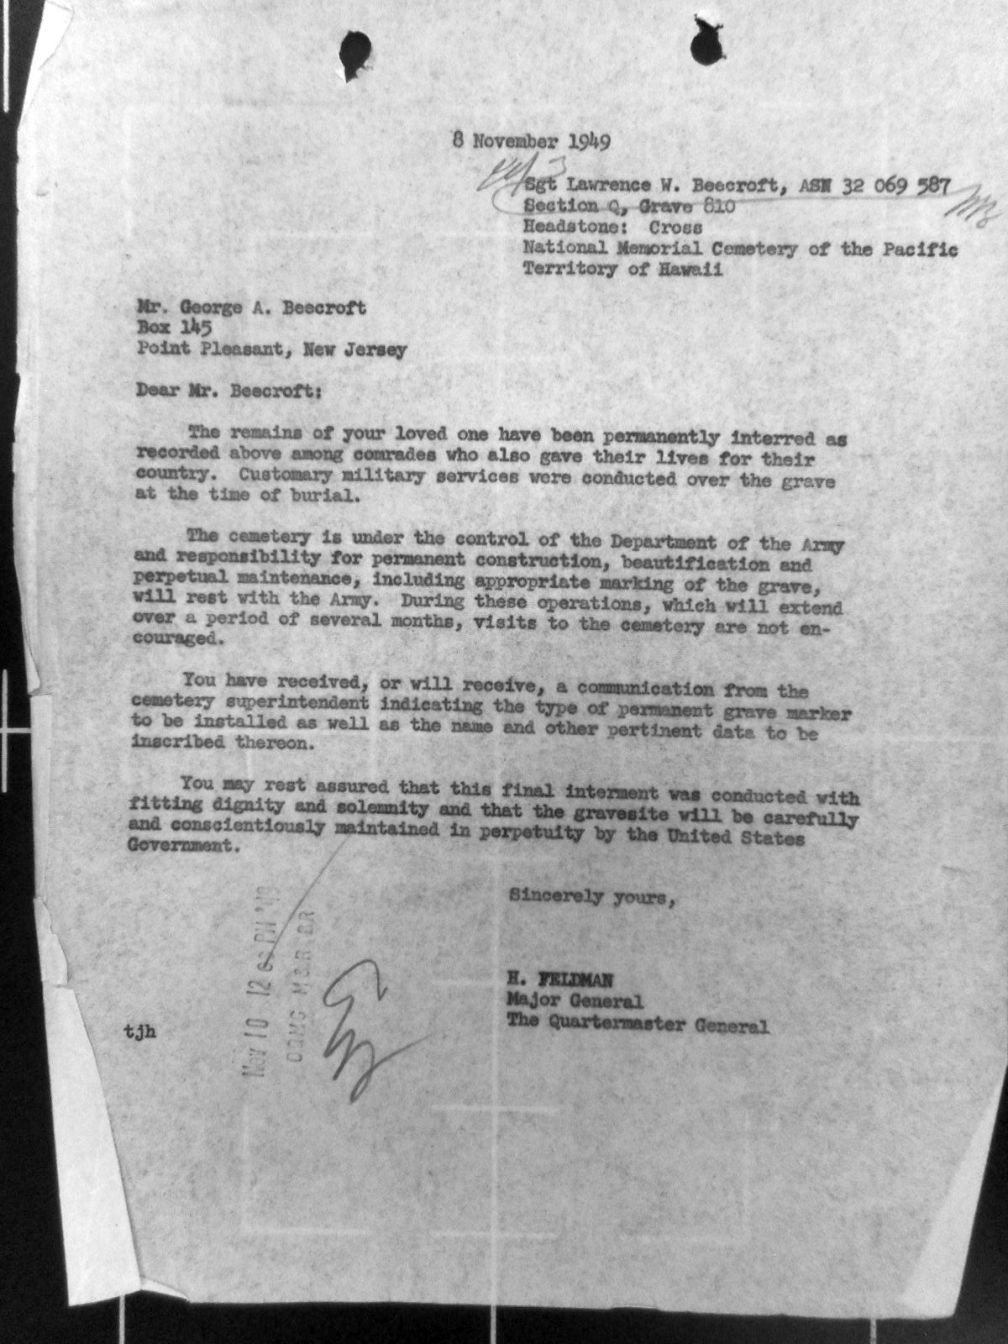 8 November 1949
Sgt Lawrence W. Beecroft, ASN 32 069 587
Section Q, Grave 810
Headstone: Cross
National Memorial Cemetery of the Pacific
Territory of Hawaii
Mr. George A. Beecroft
Box 145
Point Pleasant, New Jersey
Dear Mr. Beecroft:
The remains of your loved one have been permanently interred as
recorded above among comrades who also gave their lives for their
country. Customary military services were conducted over the grave
at the time of burial.
The cemetery is under the control of the Department of the Army
and responsibility for permanent construction, beautification and
perpetual maintenance, including appropriate marking of the grave,
will rest with the Army. During these operations, which will extend
over a period of several months, visits to the cemetery are not en-
couraged.
You have received, or will receive, a communication from the
cemetery superintendent indicating the type of permanent grave marker
to be installed as well as the name and other pertinent data to be
inscribed thereon.
You may rest assured that this final interment was conducted with
fitting dignity and solemnity and that the gravesite will be carefully
and conscientiously maintained in perpetuity by the United States
Government.
Sincerely yours,
H. FELDMAN
Major General
The Quartermaster General
tjh
Nov 10 12 PM '49
OQMG M&R BR